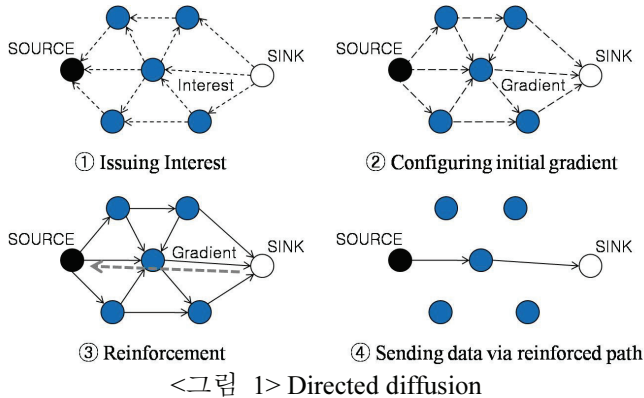 SOURCE
SINK
Interest
① Issuing Interest
SOURCE
SINK
Gradient
② Configuring initial gradient
SOURCE
SINK
Gradient
③ Reinforcement
SOURCE
SINK
④ Sending data via reinforced path
<그림 1> Directed diffusion